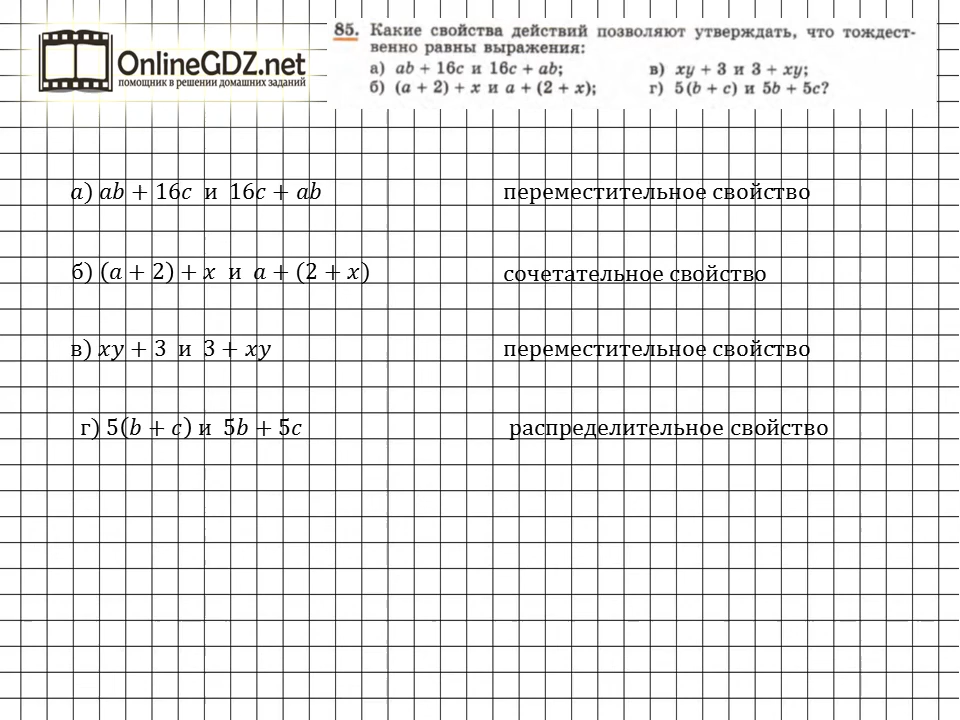 OnlineGDZ.net
помощник в решении домашних заданий
85. Какие свойства действий позволяют утверждать, что тождест-
венно равны выражения:
а) ab + 16c и 16c + ab; в) xy + 3 и 3 + xy;
б) (a + 2) + x и a + (2 + x); г) 5(b + c) и 5b + 5c?
а) ab + 16c и 16c + ab переместительное свойство
б) (a + 2) + x и a + (2 + x) сочетательное свойство
в) xy + 3 и 3 + xy переместительное свойство
г) 5(b + c) и 5b + 5c распределительное свойство